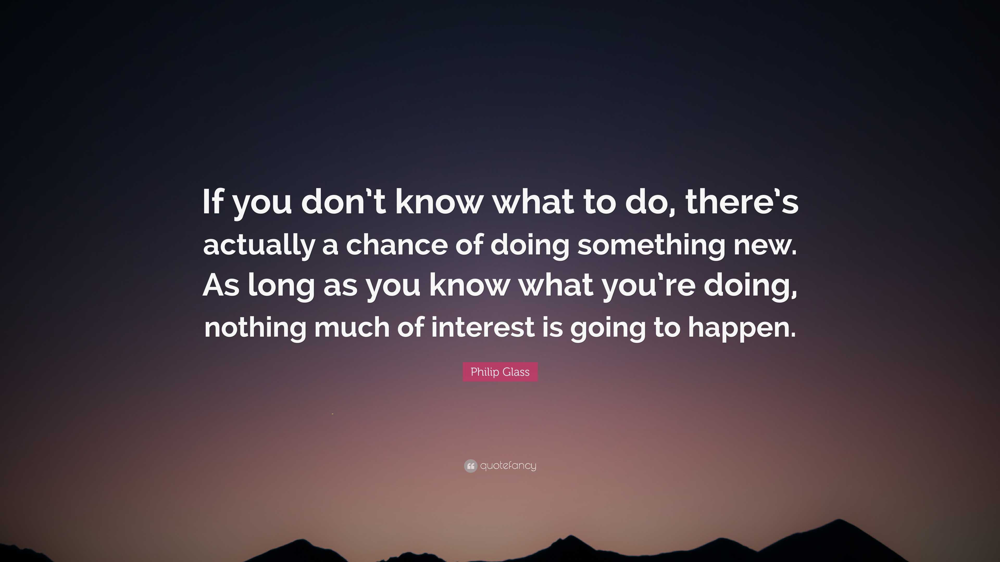 If you don’t know what to do, there’s
actually a chance of doing something new.
As long as you know what you’re doing,
nothing much of interest is going to happen.
Philip Glass
quotefancy